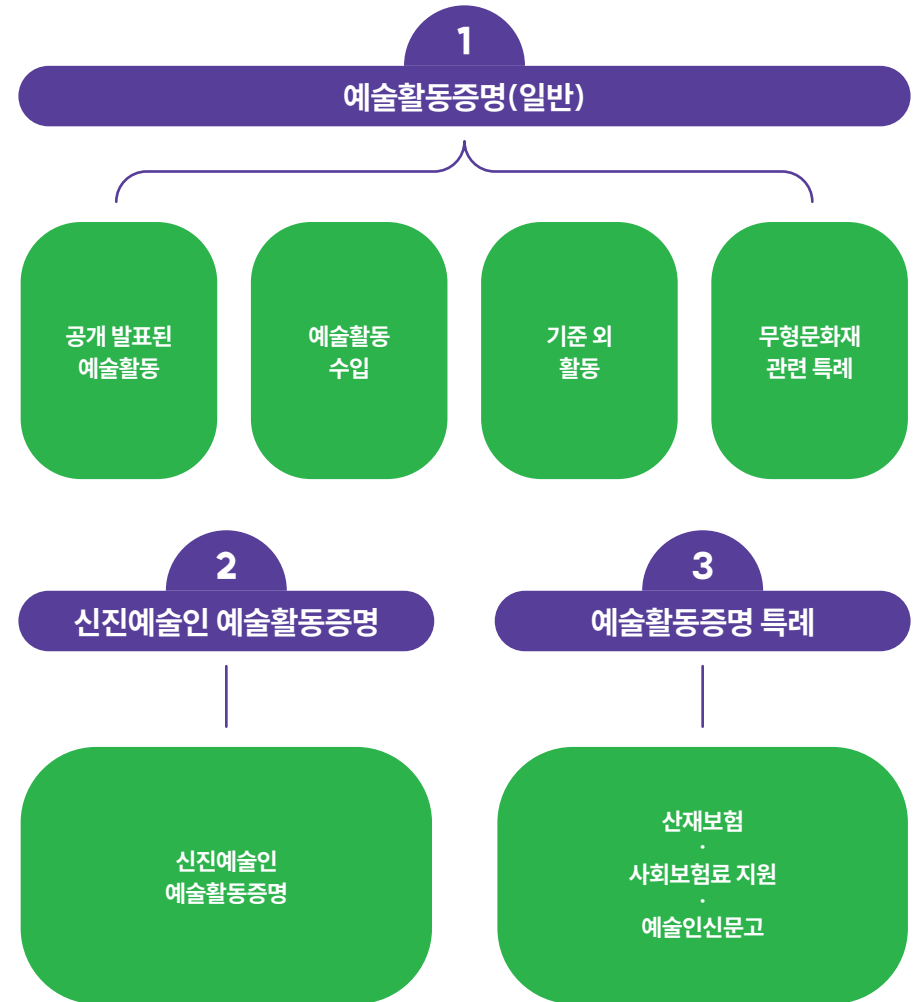 1
예술활동증명(일반)
공개 발표된
예술활동
예술활동
수입
기준 외
활동
무형문화재
관련 특례
2
신진예술인 예술활동증명
신진예술인
예술활동증명
3
예술활동증명 특례
산재보험
·
사회보험료 지원
·
예술인신문고